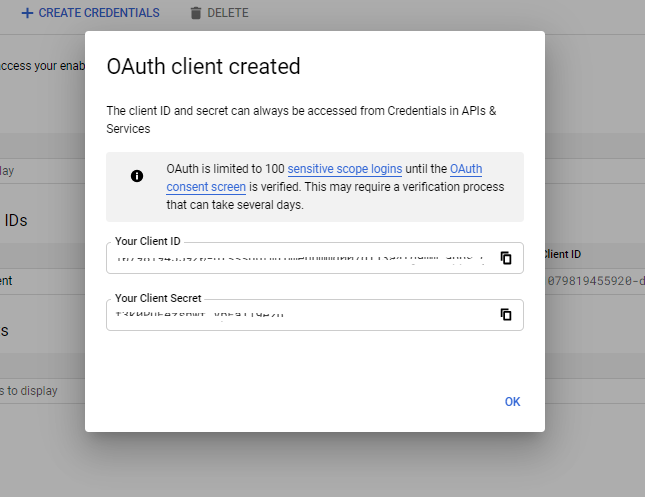 CREATE CREDENTIALS
DELETE
ccess your enab
OAuth client created
The client ID and secret can always be accessed from Credentials in APIs &
Services
OAuth is limited to 100 sensitive scope logins until the OAuth
consent screen is verified. This may require a verification process
that can take several days.
lay
IDs
Your Client ID
Client ID
ent
079819455920-d
Your Client Secret
s
s to display
OK